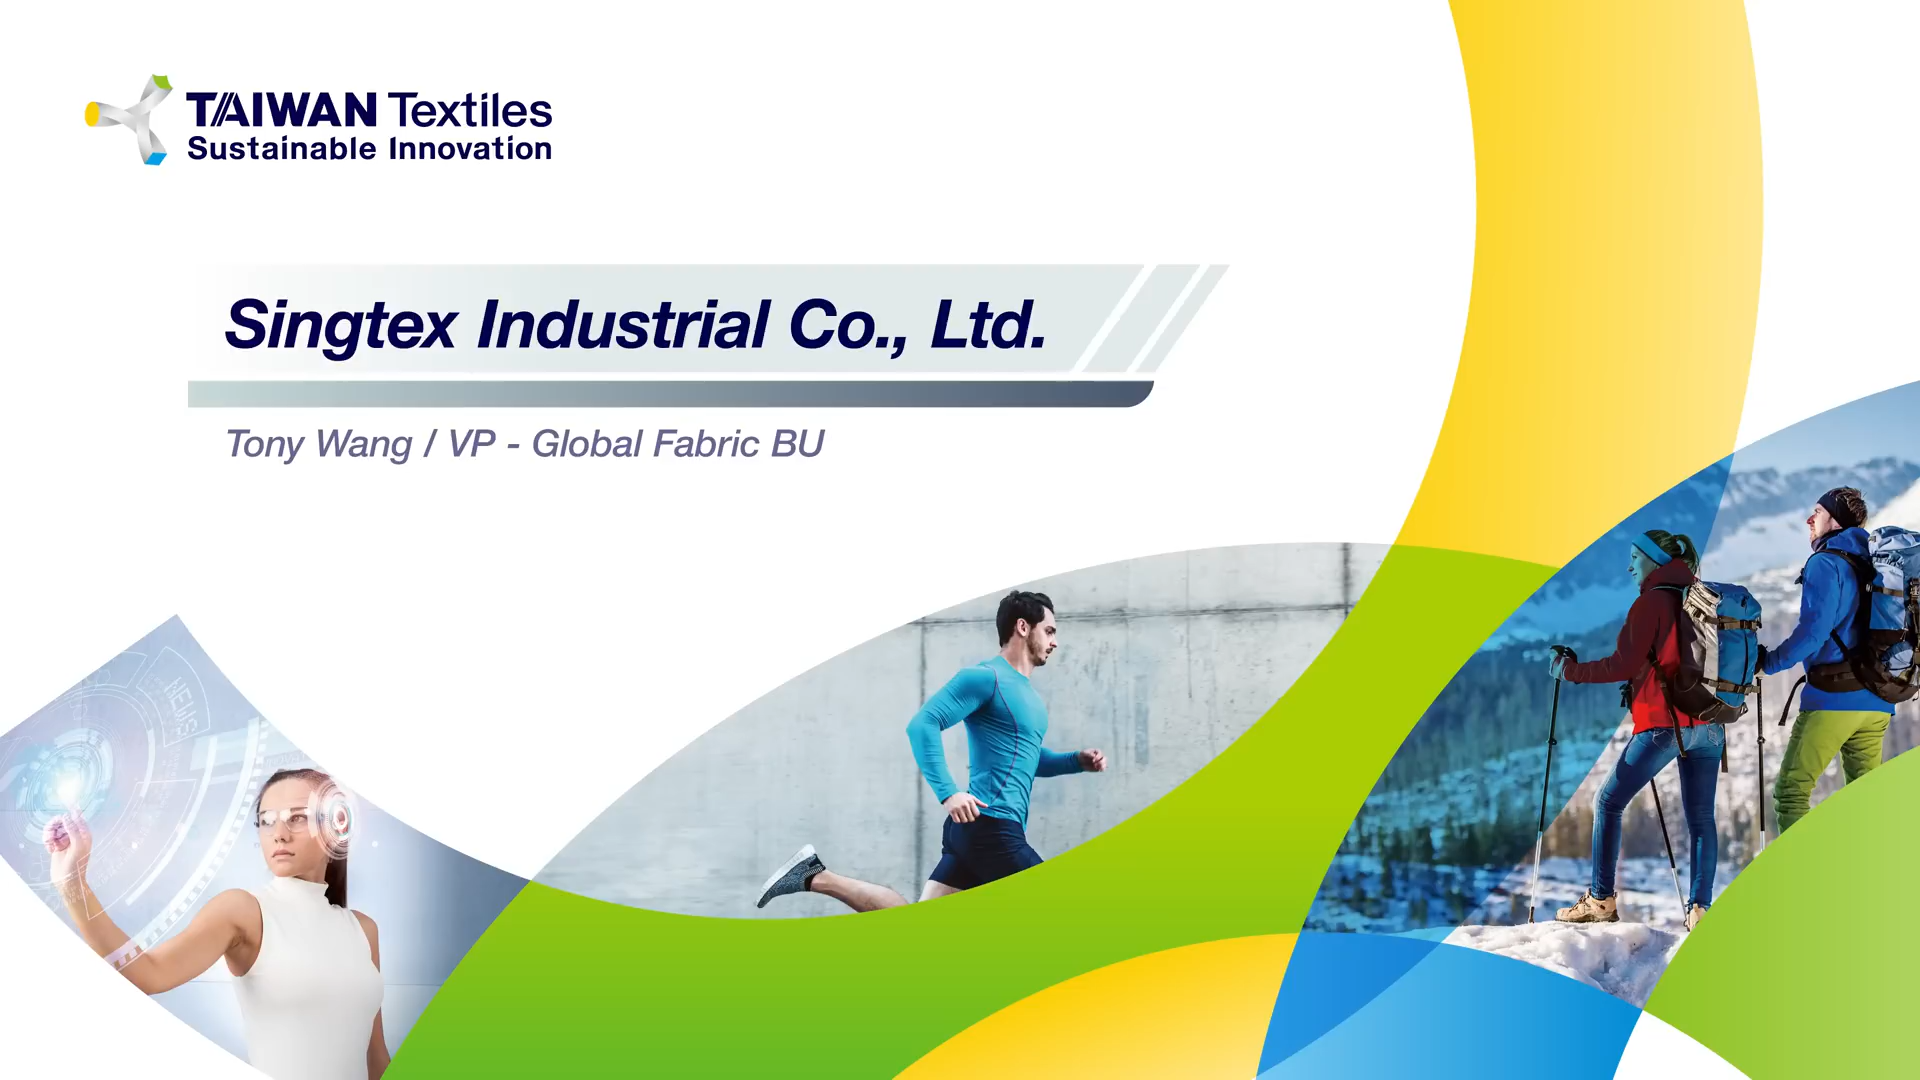 TAIWAN Textiles
Sustainable Innovation
Singtex Industrial Co., Ltd.
Tony Wang / VP - Global Fabric BU